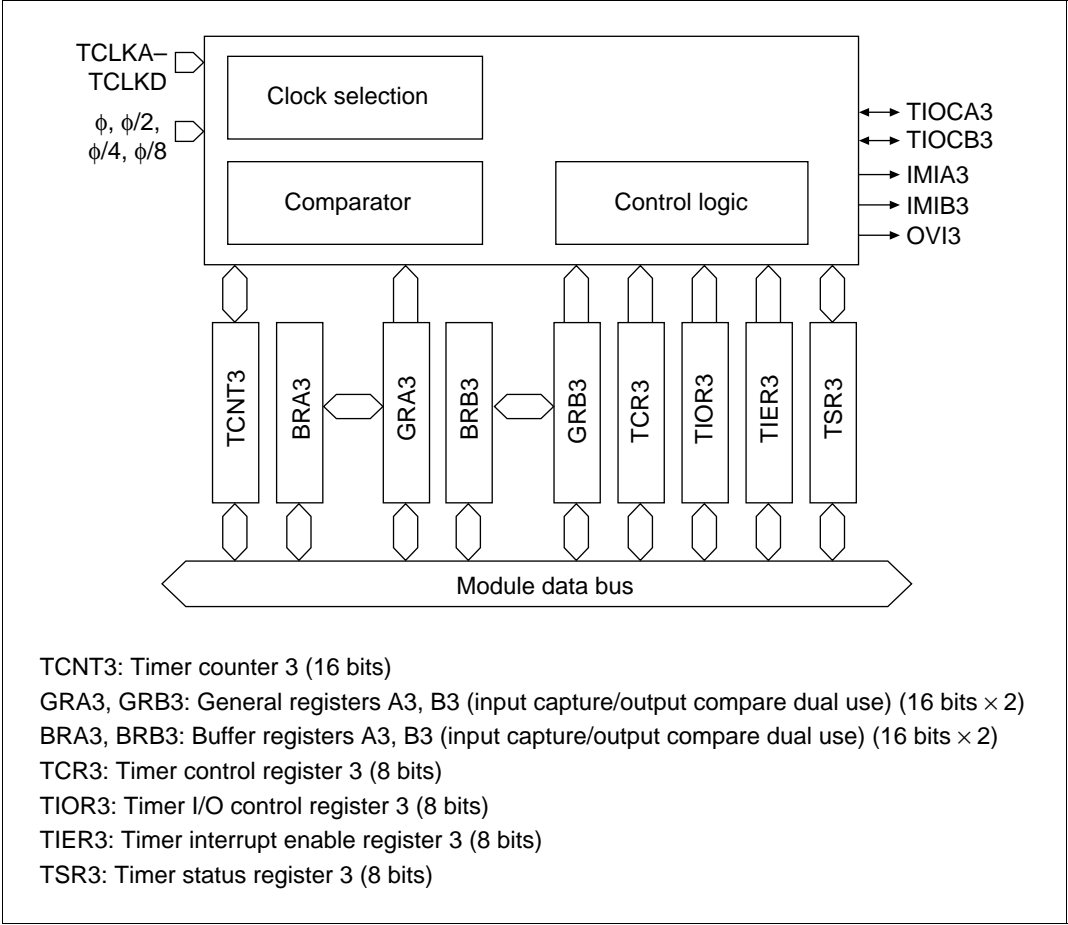 TCLKA–
TCLKD
ϕ, ϕ/2,
ϕ/4, ϕ/8
Clock selection
Comparator
Control logic
TIOCA3
TIOCB3
IMIA3
IMIB3
OVI3
TCNT3
BRA3
GRA3
BRB3
GRB3
TCR3
TIOR3
TIER3
TSR3
Module data bus
TCNT3: Timer counter 3 (16 bits)
GRA3, GRB3: General registers A3, B3 (input capture/output compare dual use) (16 bits × 2)
BRA3, BRB3: Buffer registers A3, B3 (input capture/output compare dual use) (16 bits × 2)
TCR3: Timer control register 3 (8 bits)
TIOR3: Timer I/O control register 3 (8 bits)
TIER3: Timer interrupt enable register 3 (8 bits)
TSR3: Timer status register 3 (8 bits)